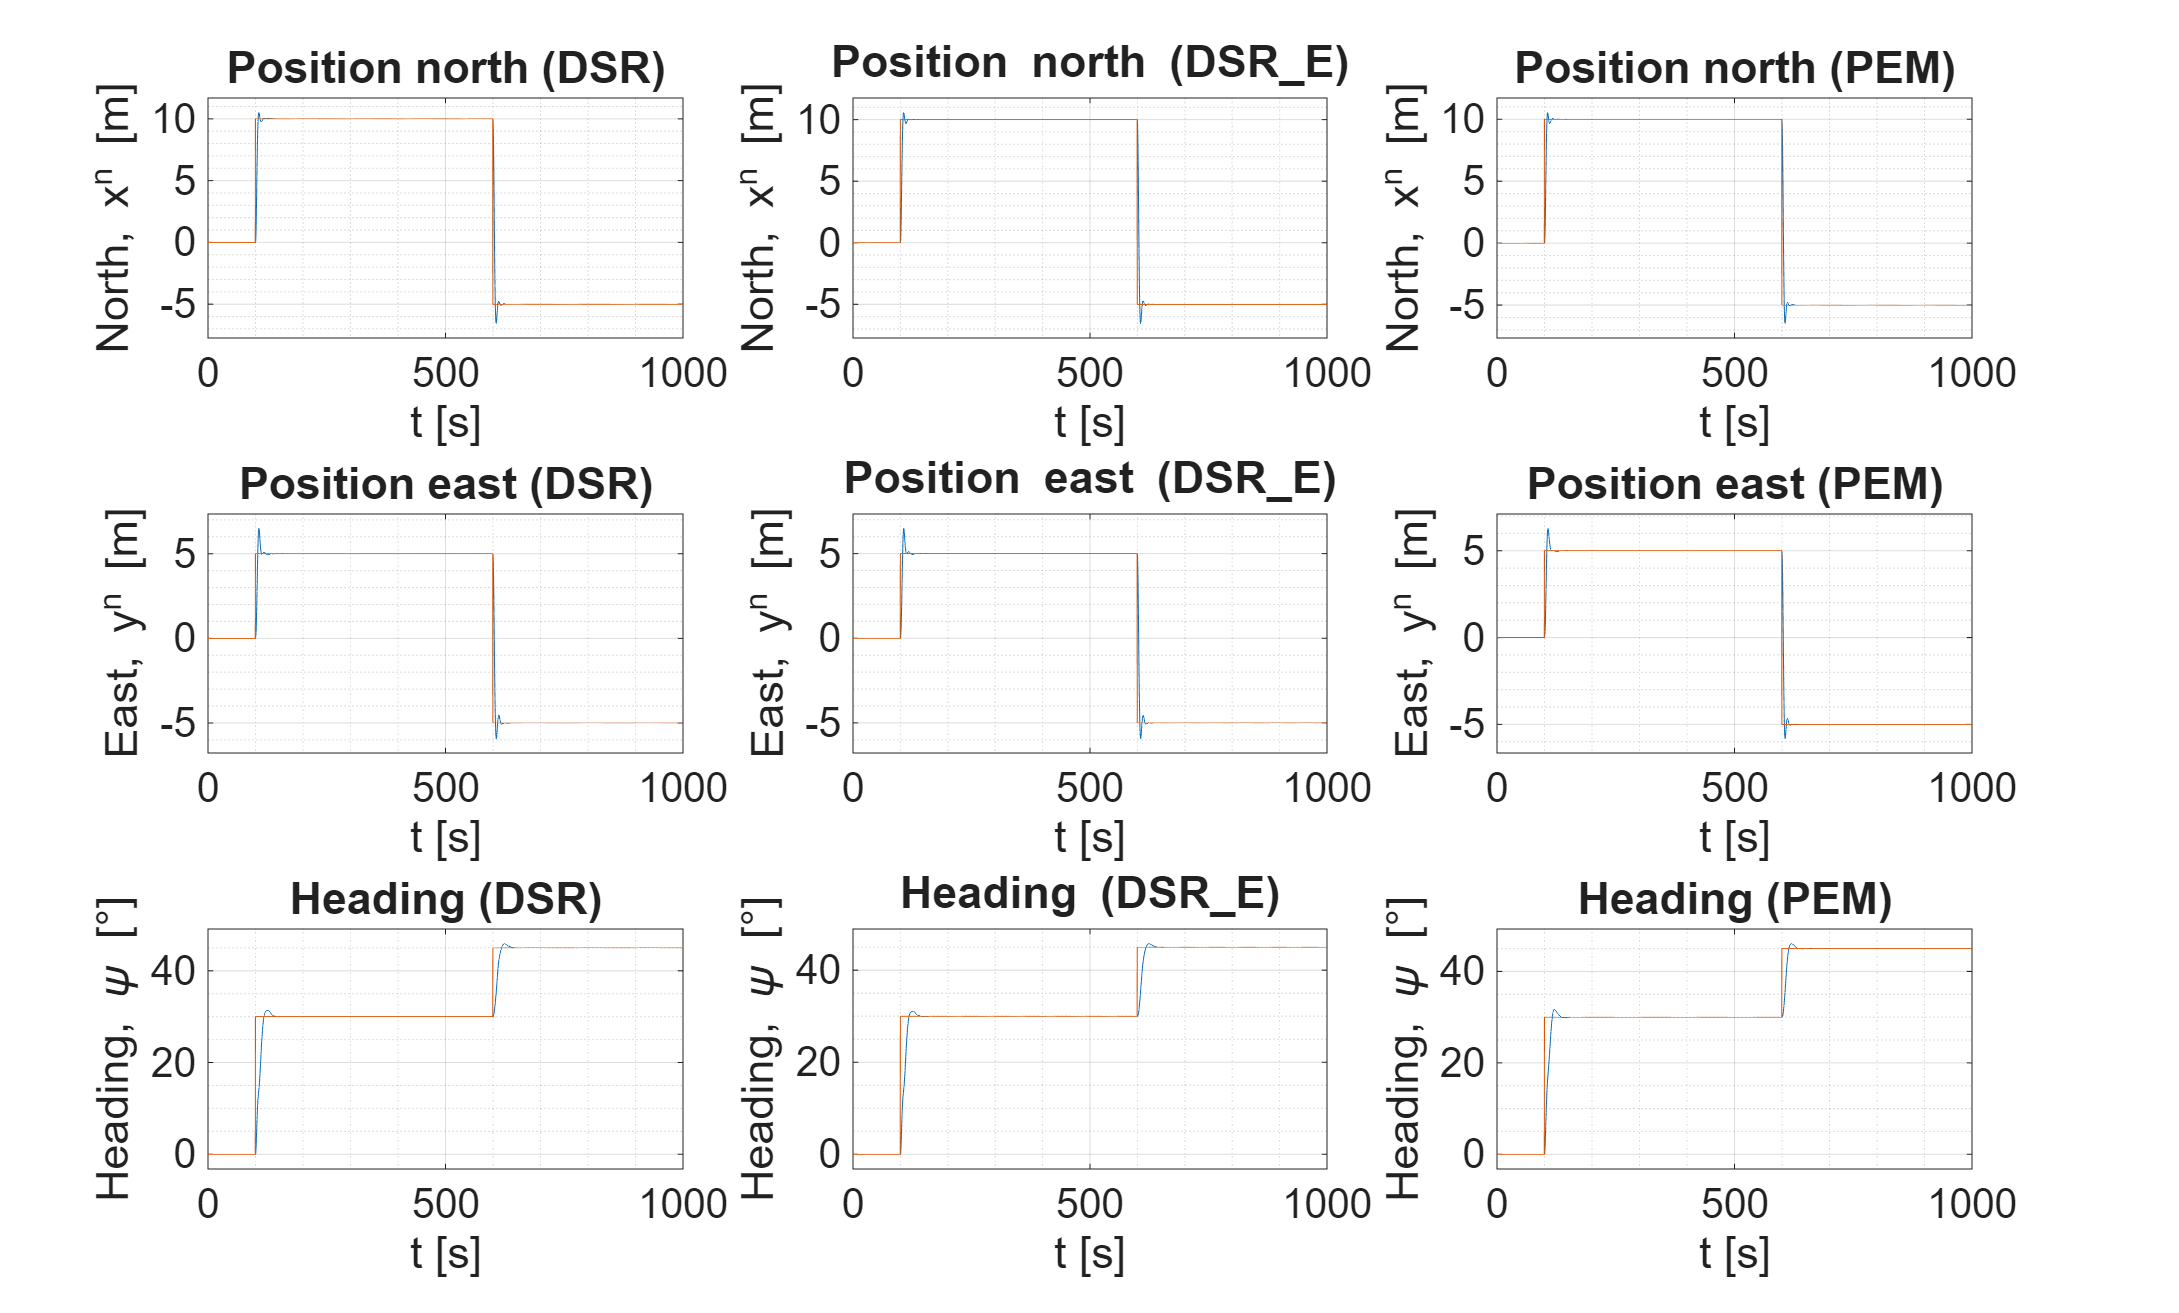 Position north (DSR)
North, xⁿ [m]
10
5
0
-5
0 500 1000
t [s]
Position north (DSR_E)
North, xⁿ [m]
10
5
0
-5
0 500 1000
t [s]
Position north (PEM)
North, xⁿ [m]
10
5
0
-5
0 500 1000
t [s]
Position east (DSR)
East, yⁿ [m]
5
0
-5
0 500 1000
t [s]
Position east (DSR_E)
East, yⁿ [m]
5
0
-5
0 500 1000
t [s]
Position east (PEM)
East, yⁿ [m]
5
0
-5
0 500 1000
t [s]
Heading (DSR)
Heading, ψ [°]
40
20
0
0 500 1000
t [s]
Heading (DSR_E)
Heading, ψ [°]
40
20
0
0 500 1000
t [s]
Heading (PEM)
Heading, ψ [°]
40
20
0
0 500 1000
t [s]